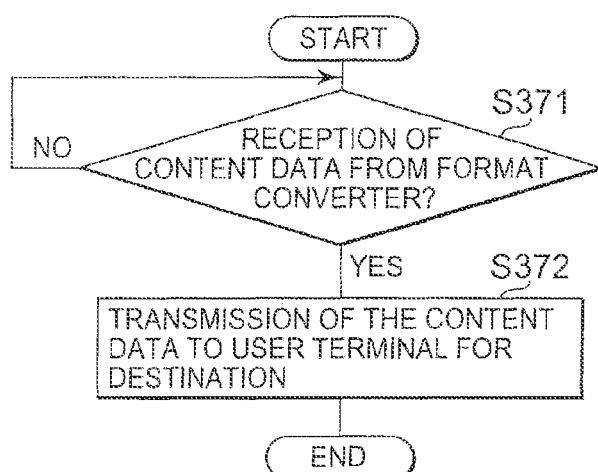 START
S371
RECEPTION OF
CONTENT DATA FROM FORMAT
CONVERTER?
NO
YES
S372
TRANSMISSION OF THE CONTENT
DATA TO USER TERMINAL FOR
DESTINATION
END